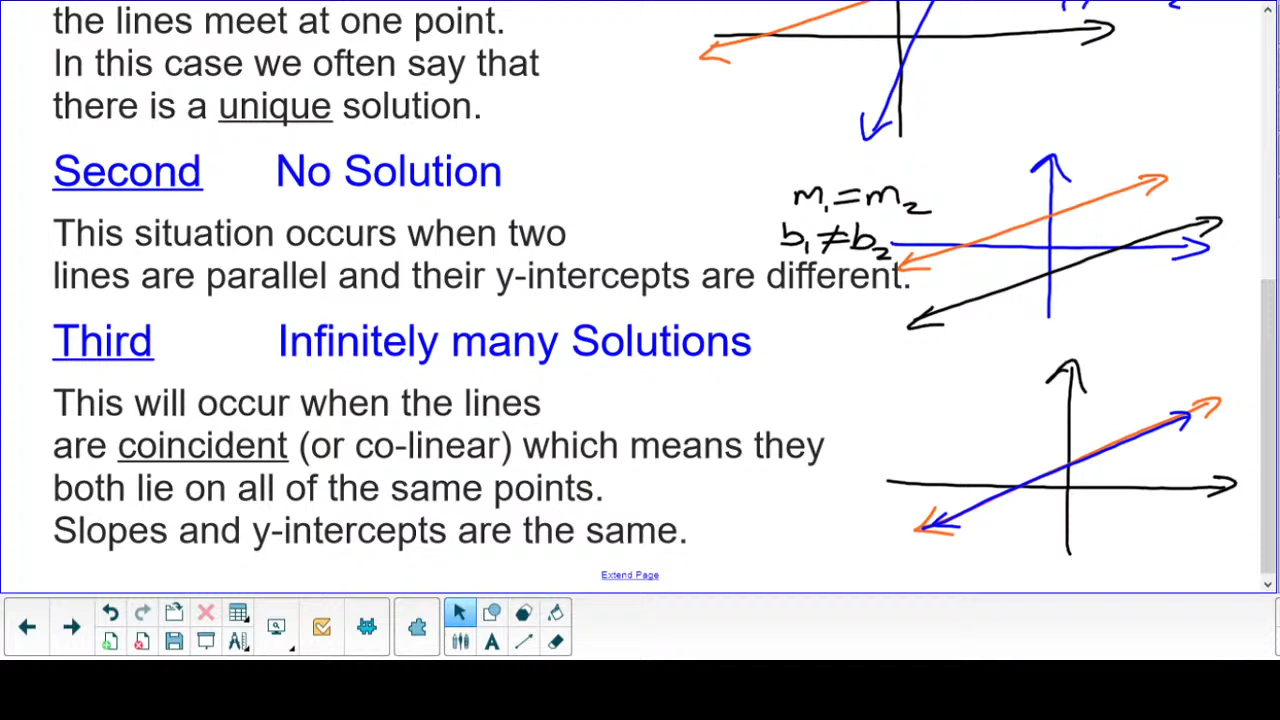 the lines meet at one point.
In this case we often say that
there is a unique solution.
Second No Solution
m₁=m₂
b₁≠b₂
This situation occurs when two
lines are parallel and their y-intercepts are different.
Third Infinitely many Solutions
This will occur when the lines
are coincident (or co-linear) which means they
both lie on all of the same points.
Slopes and y-intercepts are the same.
Extend Page
A